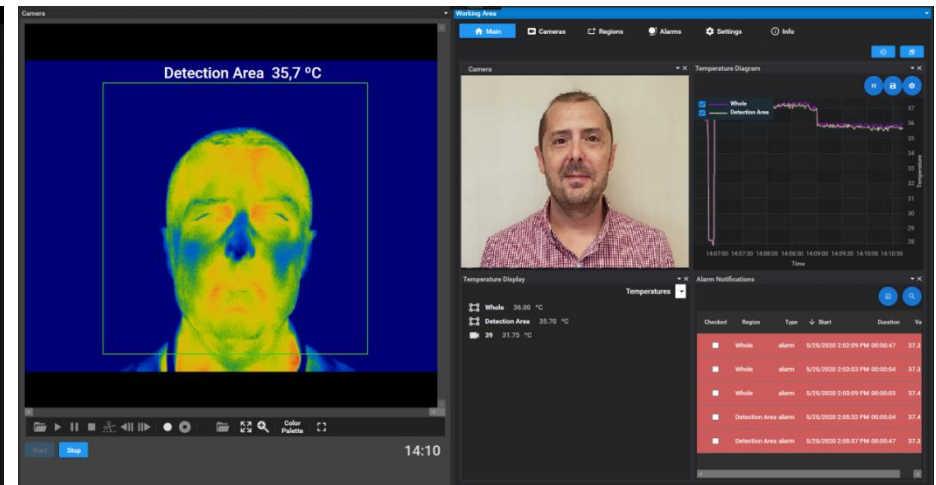 Camera
Detection Area 35,7 ºC
Color
Palette
Start
Stop
14:10
Working Area
Main
Cameras
Regions
Alarms
Settings
Info
Camera
Temperature Diagram
Whole
Detection Area
37
36
35
34
33
32
31
30
29
28
Temperature
14:07:00 14:07:30 14:08:00 14:08:30 14:09:00 14:09:30 14:10:00 14:10:30
Time
Temperature Display
Temperatures
Whole 36.00 ºC
Detection Area 35.70 ºC
39 31.75 ºC
Alarm Notifications
Checked Region Type Start Duration Va
Whole alarm 5/25/2020 2:02:09 PM 00:00:47 37.3
Whole alarm 5/25/2020 2:03:03 PM 00:00:04 37.3
Whole alarm 5/25/2020 2:03:09 PM 00:00:03 37.4
Detection Area alarm 5/25/2020 2:05:32 PM 00:00:04 37.4
Detection Area alarm 5/25/2020 2:05:57 PM 00:00:47 37.3